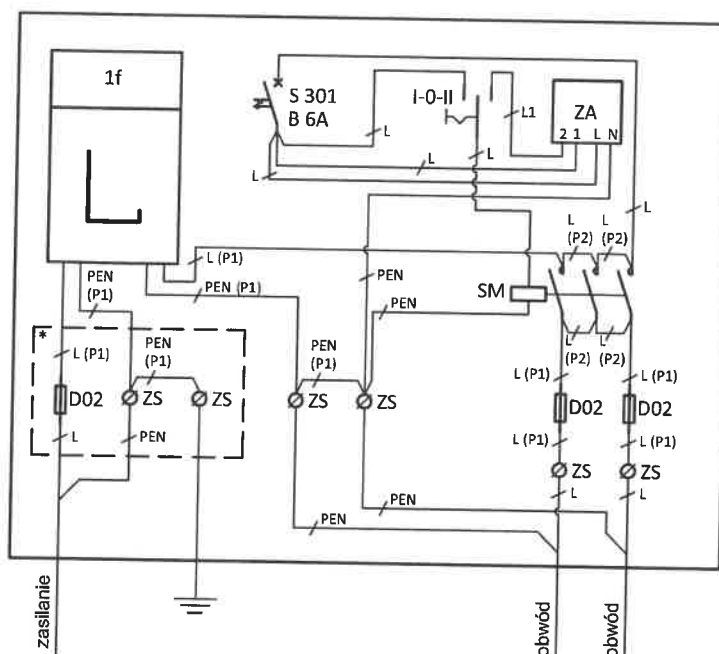 1f
S 301
B 6A
I-0-II
L1
ZA
2 1 L N
L
L
L
L
L
L
(P2)
L
(P2)
L (P1)
PEN
(P1)
PEN (P1)
PEN
PEN
SM
*
L (P1)
PEN
(P1)
PEN
(P1)
L
(P2)
L
(P2)
L (P1)
L (P1)
D02
ZS
ZS
ZS
ZS
D02
D02
L
PEN
L (P1)
L (P1)
ZS
ZS
L
L
PEN
PEN
zasilanie
obwód
obwód